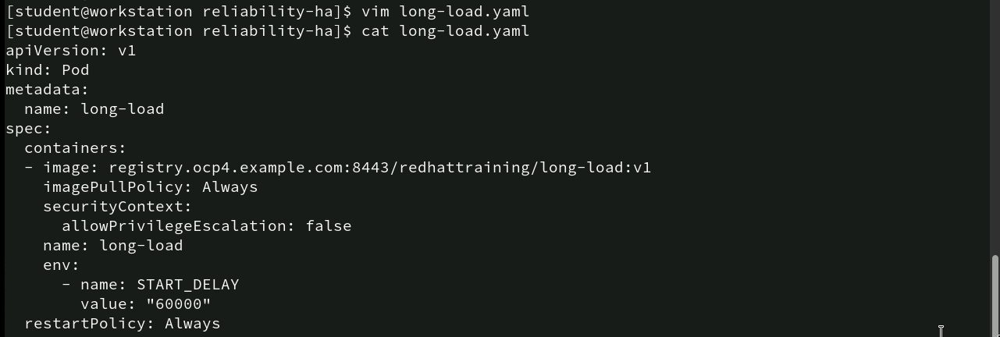 [student@workstation reliability-ha]$ vim long-load.yaml
[student@workstation reliability-ha]$ cat long-load.yaml
apiVersion: v1
kind: Pod
metadata:
  name: long-load
spec:
  containers:
  - image: registry.ocp4.example.com:8443/redhattraining/long-load:v1
    imagePullPolicy: Always
    securityContext:
      allowPrivilegeEscalation: false
    name: long-load
    env:
      - name: START_DELAY
        value: "60000"
  restartPolicy: Always